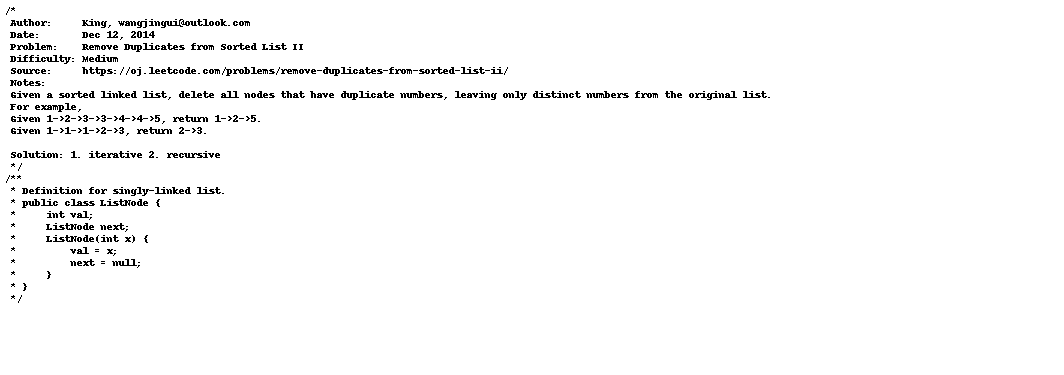 /*
 Author:     King, wangjingui@outlook.com
 Date:       Dec 12, 2014
 Problem:    Remove Duplicates from Sorted List II
 Difficulty: Medium
 Source:     https://oj.leetcode.com/problems/remove-duplicates-from-sorted-list-ii/
 Notes:
 Given a sorted linked list, delete all nodes that have duplicate numbers, leaving only distinct numbers from the original list.
 For example,
 Given 1->2->3->3->4->4->5, return 1->2->5.
 Given 1->1->1->2->3, return 2->3.

 Solution: 1. iterative 2. recursive
 */
/**
 * Definition for singly-linked list.
 * public class ListNode {
 *     int val;
 *     ListNode next;
 *     ListNode(int x) {
 *         val = x;
 *         next = null;
 *     }
 * }
 */